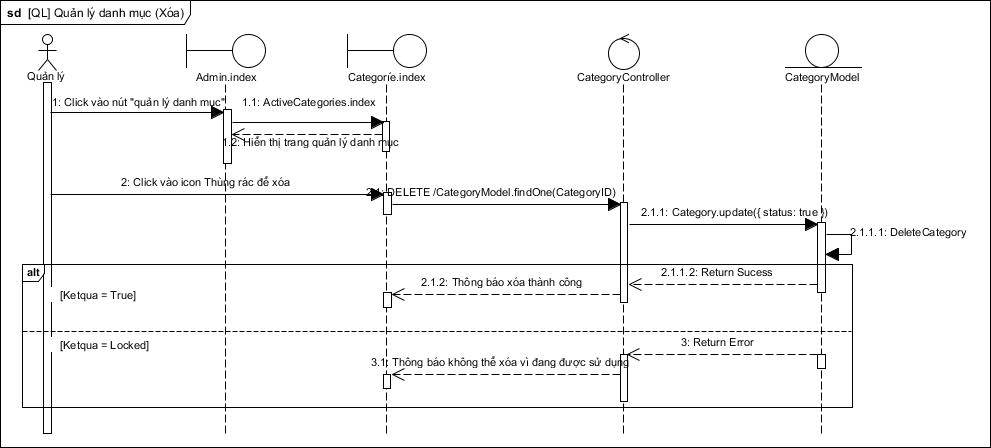 sd [QL] Quản lý danh mục (Xóa)
Quản lý
Admin.index
Categorie.index
CategoryController
CategoryModel
1: Click vào nút "quản lý danh mục"
1.1: ActiveCategories.index
1.2: Hiển thị trang quản lý danh mục
2: Click vào icon Thùng rác để xóa
2.1: DELETE /CategoryModel.findOne(CategoryID)
2.1.1: Category.update({ status: true })
2.1.1.1: DeleteCategory
alt
2.1.1.2: Return Sucess
2.1.2: Thông báo xóa thành công
[Ketqua = True]
[Ketqua = Locked]
3: Return Error
3.1: Thông báo không thể xóa vì đang được sử dụng